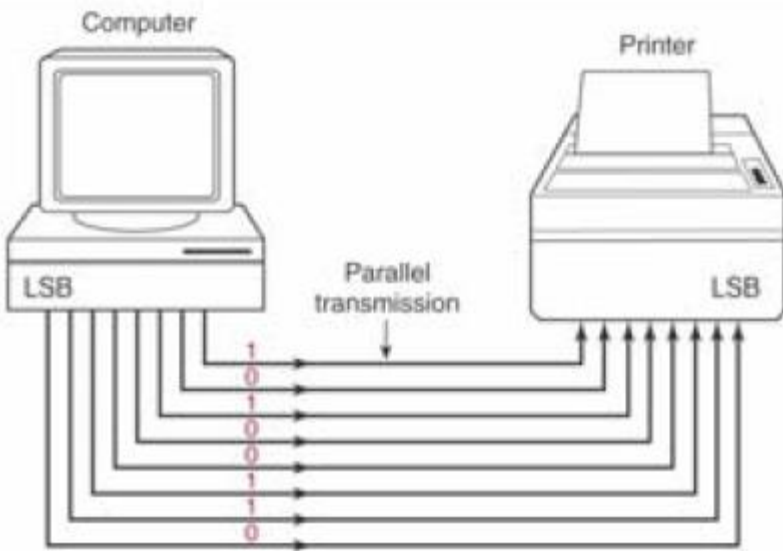 Computer
Printer
LSB
Parallel
transmission
LSB
1
0
1
0
0
1
1
0